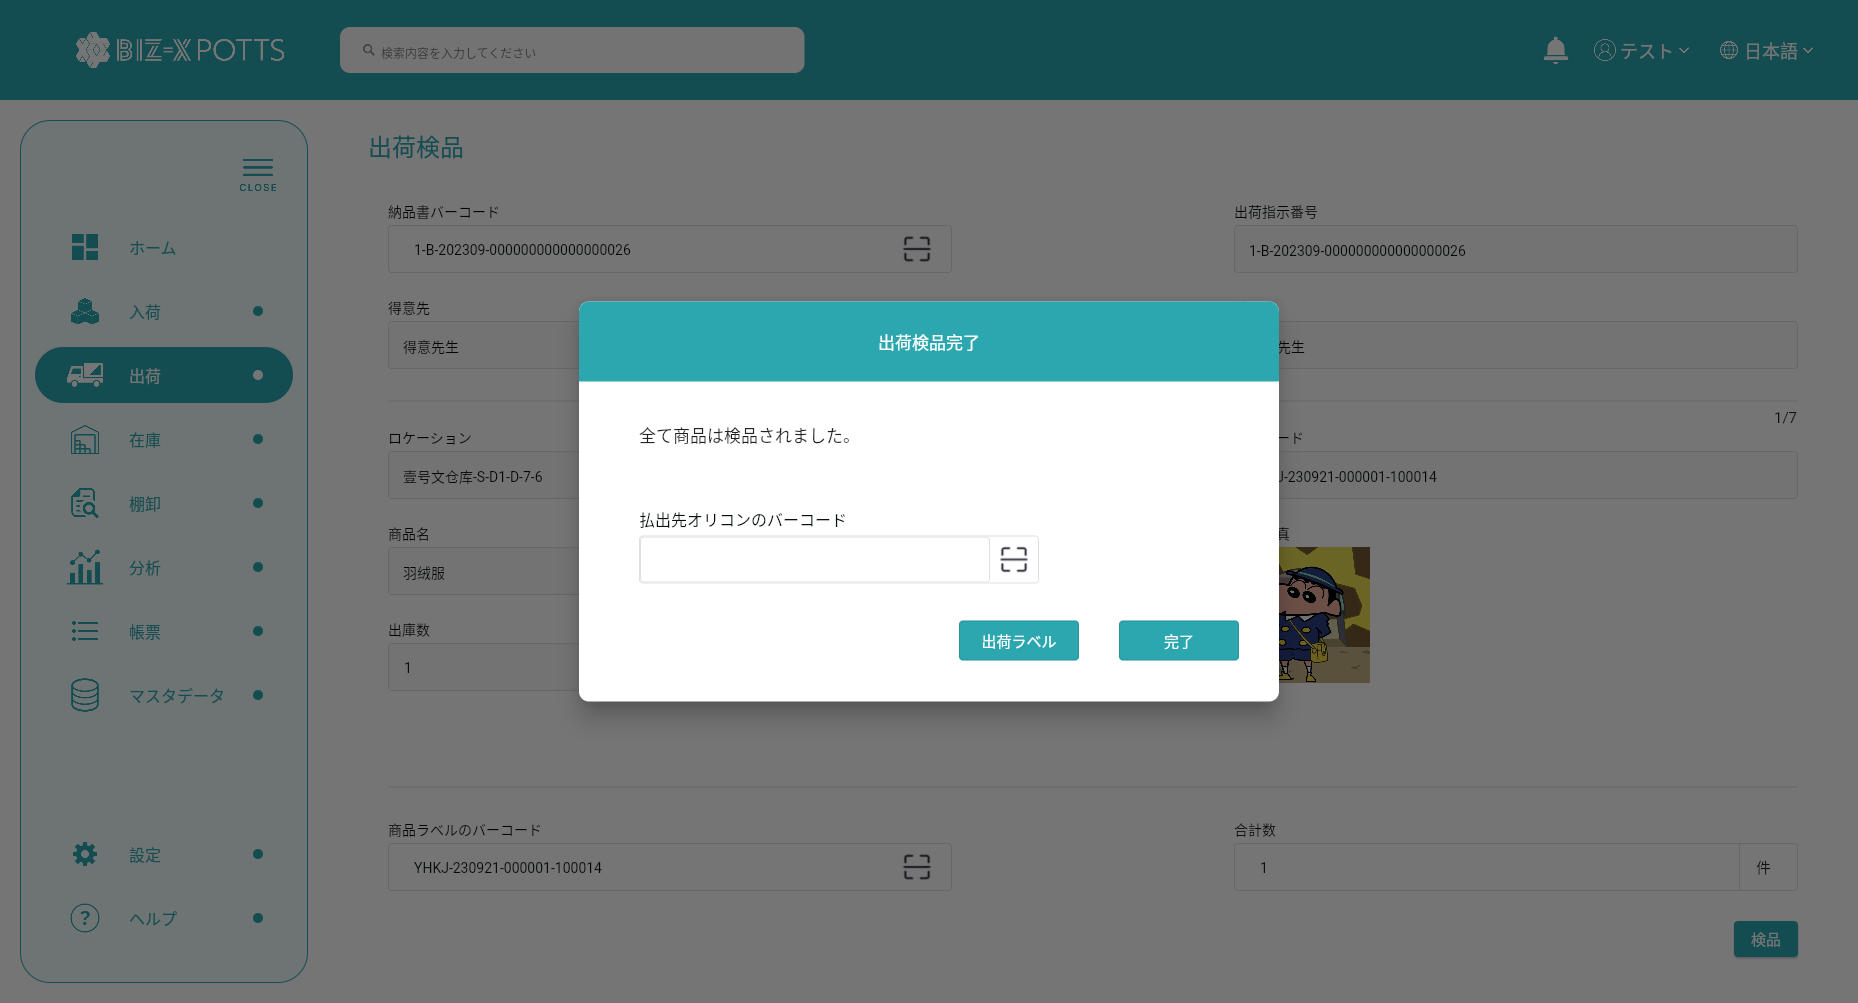 BIZ=X POTTS
検索内容を入力してください
テスト
日本語
CLOSE
ホーム
入荷
出荷
在庫
棚卸
分析
帳票
マスタデータ
設定
ヘルプ
出荷検品
納品書バーコード
1-B-202309-000000000000000026
出荷指示番号
1-B-202309-000000000000000026
得意先
得意先生
先生
1/7
ロケーション
壹号文仓库-S-D1-D-7-6
ード
J-230921-000001-100014
商品名
羽绒服
真
出庫数
1
出荷検品完了
全て商品は検品されました。
払出先オリコンのバーコード
出荷ラベル
完了
商品ラベルのバーコード
YHKJ-230921-000001-100014
合計数
1
件
検品